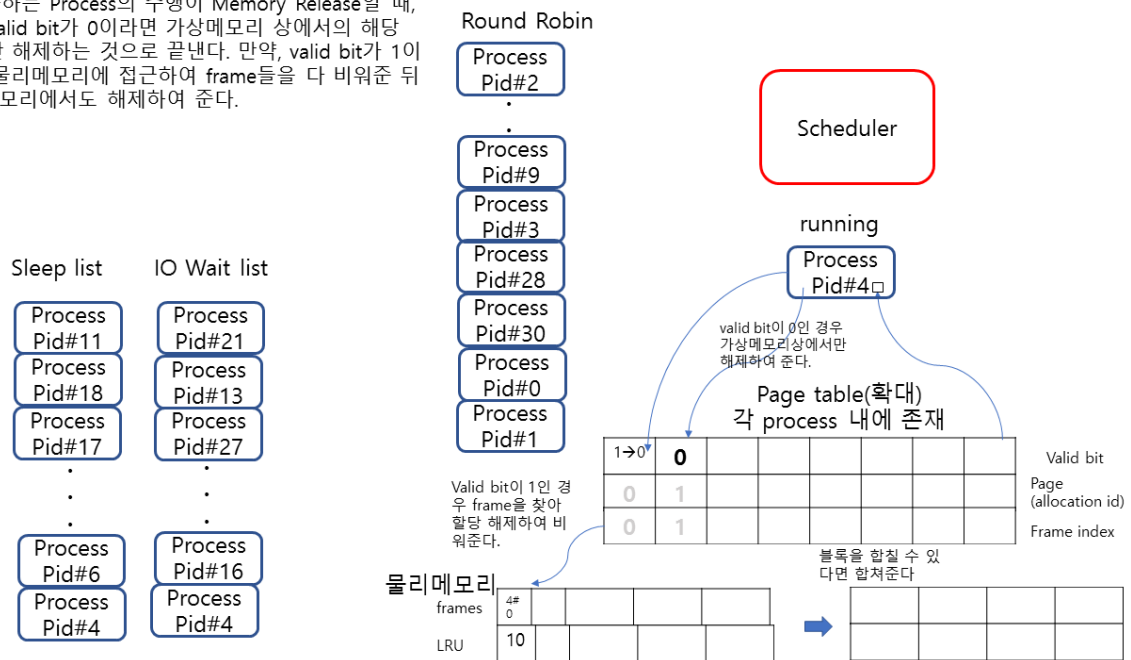 하는 Process의 수행이 Memory Release일 때,
alid bit가 0이라면 가상메모리 상에서의 해당
해제하는 것으로 끝낸다. 만약, valid bit가 1이
물리메모리에 접근하여 frame들을 다 비워준 뒤
모리에서도 해제하여 준다.
Round Robin
Process
Pid#2
.
.
Process
Pid#9
Process
Pid#3
Process
Pid#28
Process
Pid#30
Process
Pid#0
Process
Pid#1
Scheduler
running
Process
Pid#4□
valid bit이 0인 경우
가상메모리상에서만
해제하여 준다.
Sleep list
Process
Pid#11
Process
Pid#18
Process
Pid#17
.
.
.
Process
Pid#6
Process
Pid#4
IO Wait list
Process
Pid#21
Process
Pid#13
Process
Pid#27
.
.
.
Process
Pid#16
Process
Pid#4
Page table(확대)
각 process 내에 존재
1→0 0 Valid bit
0 1 Page
(allocation id)
0 1 Frame index
Valid bit이 1인 경
우 frame을 찾아
할당 해제하여 비
워준다.
블록을 합칠 수 있
다면 합쳐준다
물리메모리
frames
4#
0
LRU
10